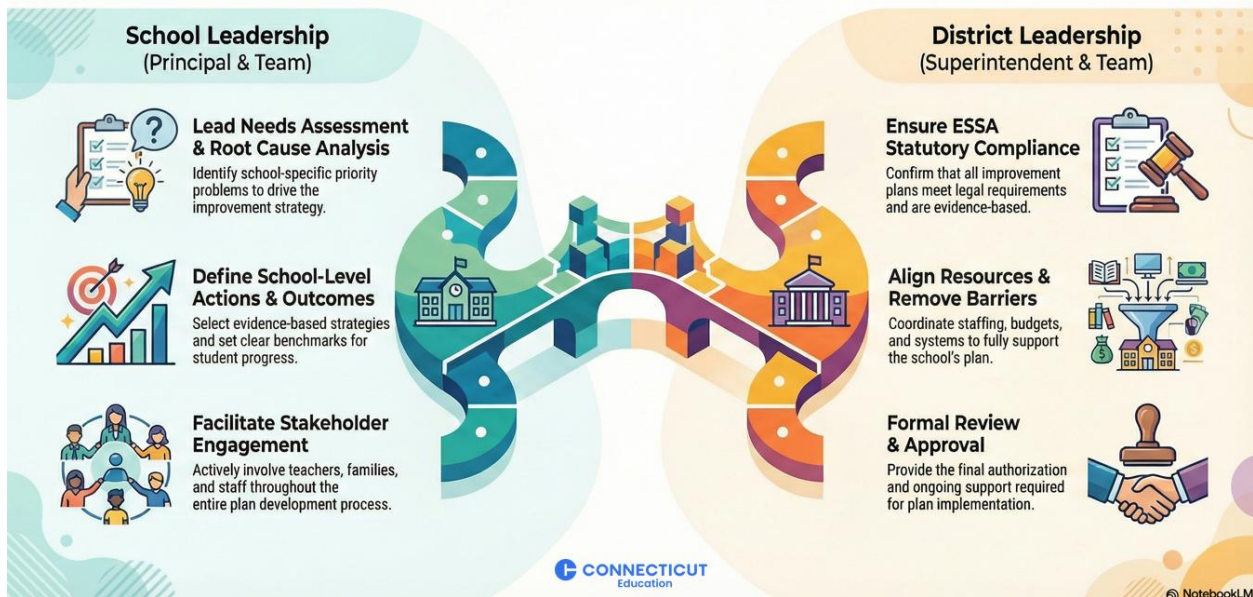 School Leadership
(Principal & Team)
Lead Needs Assessment
& Root Cause Analysis
Identify school-specific priority
problems to drive the
improvement strategy.
Define School-Level
Actions & Outcomes
Select evidence-based strategies
and set clear benchmarks for
student progress.
Facilitate Stakeholder
Engagement
Actively involve teachers, families,
and staff throughout the
entire plan development process.
District Leadership
(Superintendent & Team)
Ensure ESSA
Statutory Compliance
Confirm that all improvement
plans meet legal requirements
and are evidence-based.
Align Resources &
Remove Barriers
Coordinate staffing, budgets,
and systems to fully support
the school's plan.
Formal Review
& Approval
Provide the final authorization
and ongoing support required
for plan implementation.
CONNECTICUT
Education
NotebookLM